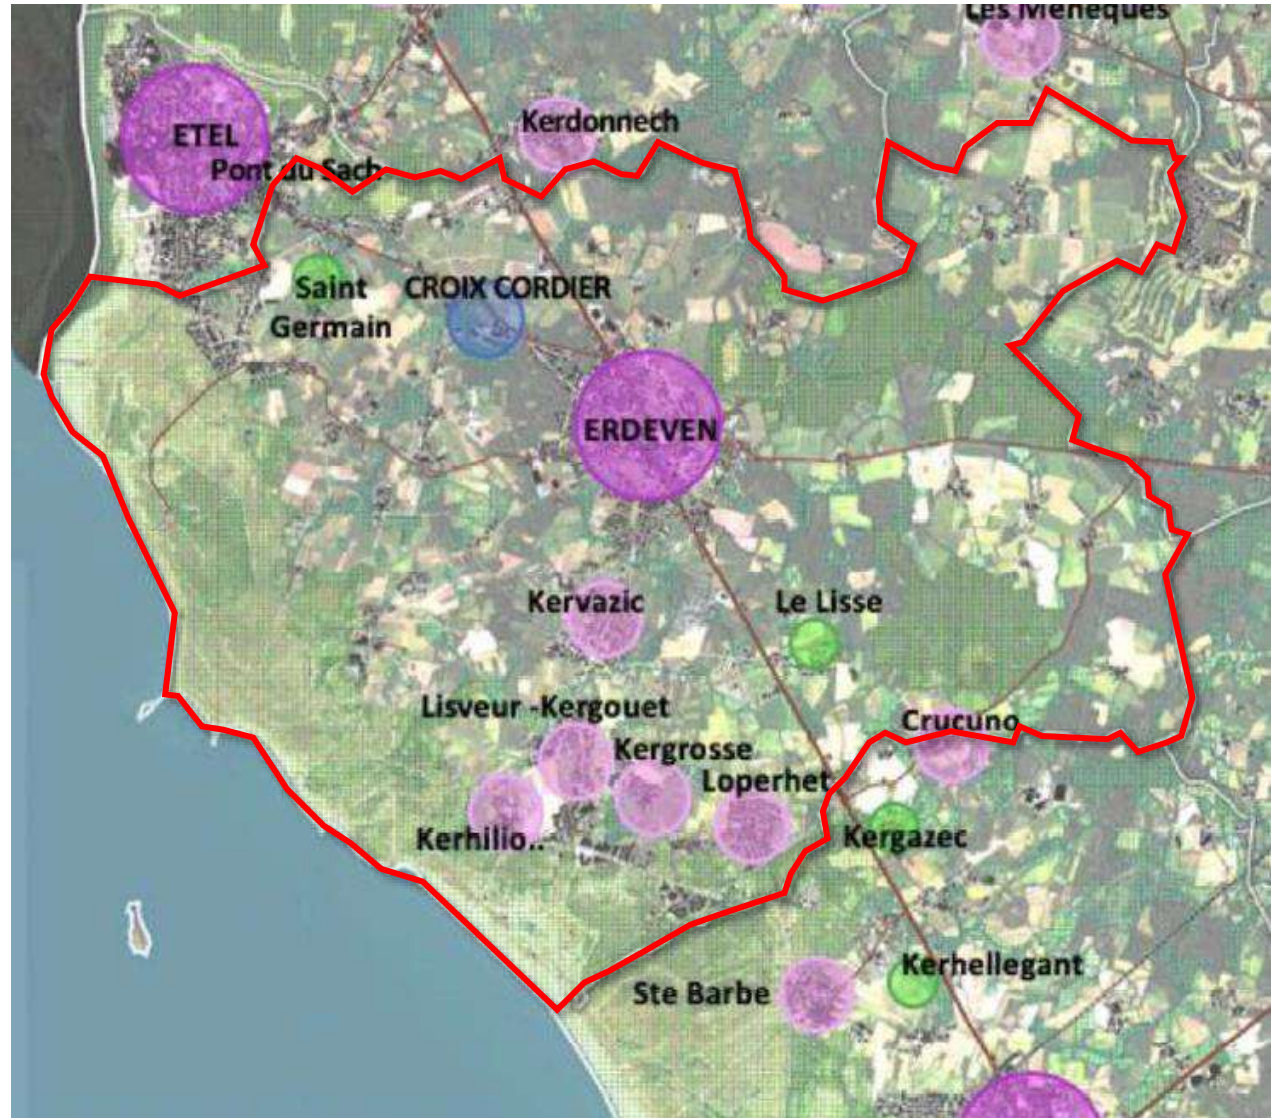 Les Méneques
ETEL
Kerdonnech
Pont du Sach
Saint
Germain
CROIX CORDIER
ERDEVEN
Kervazic
Le Lisse
Lisveur -Kergouet
Crucuno
Kergrosse
Loperhet
Kerhilio..
Kergazec
Kerhellegant
Ste Barbe